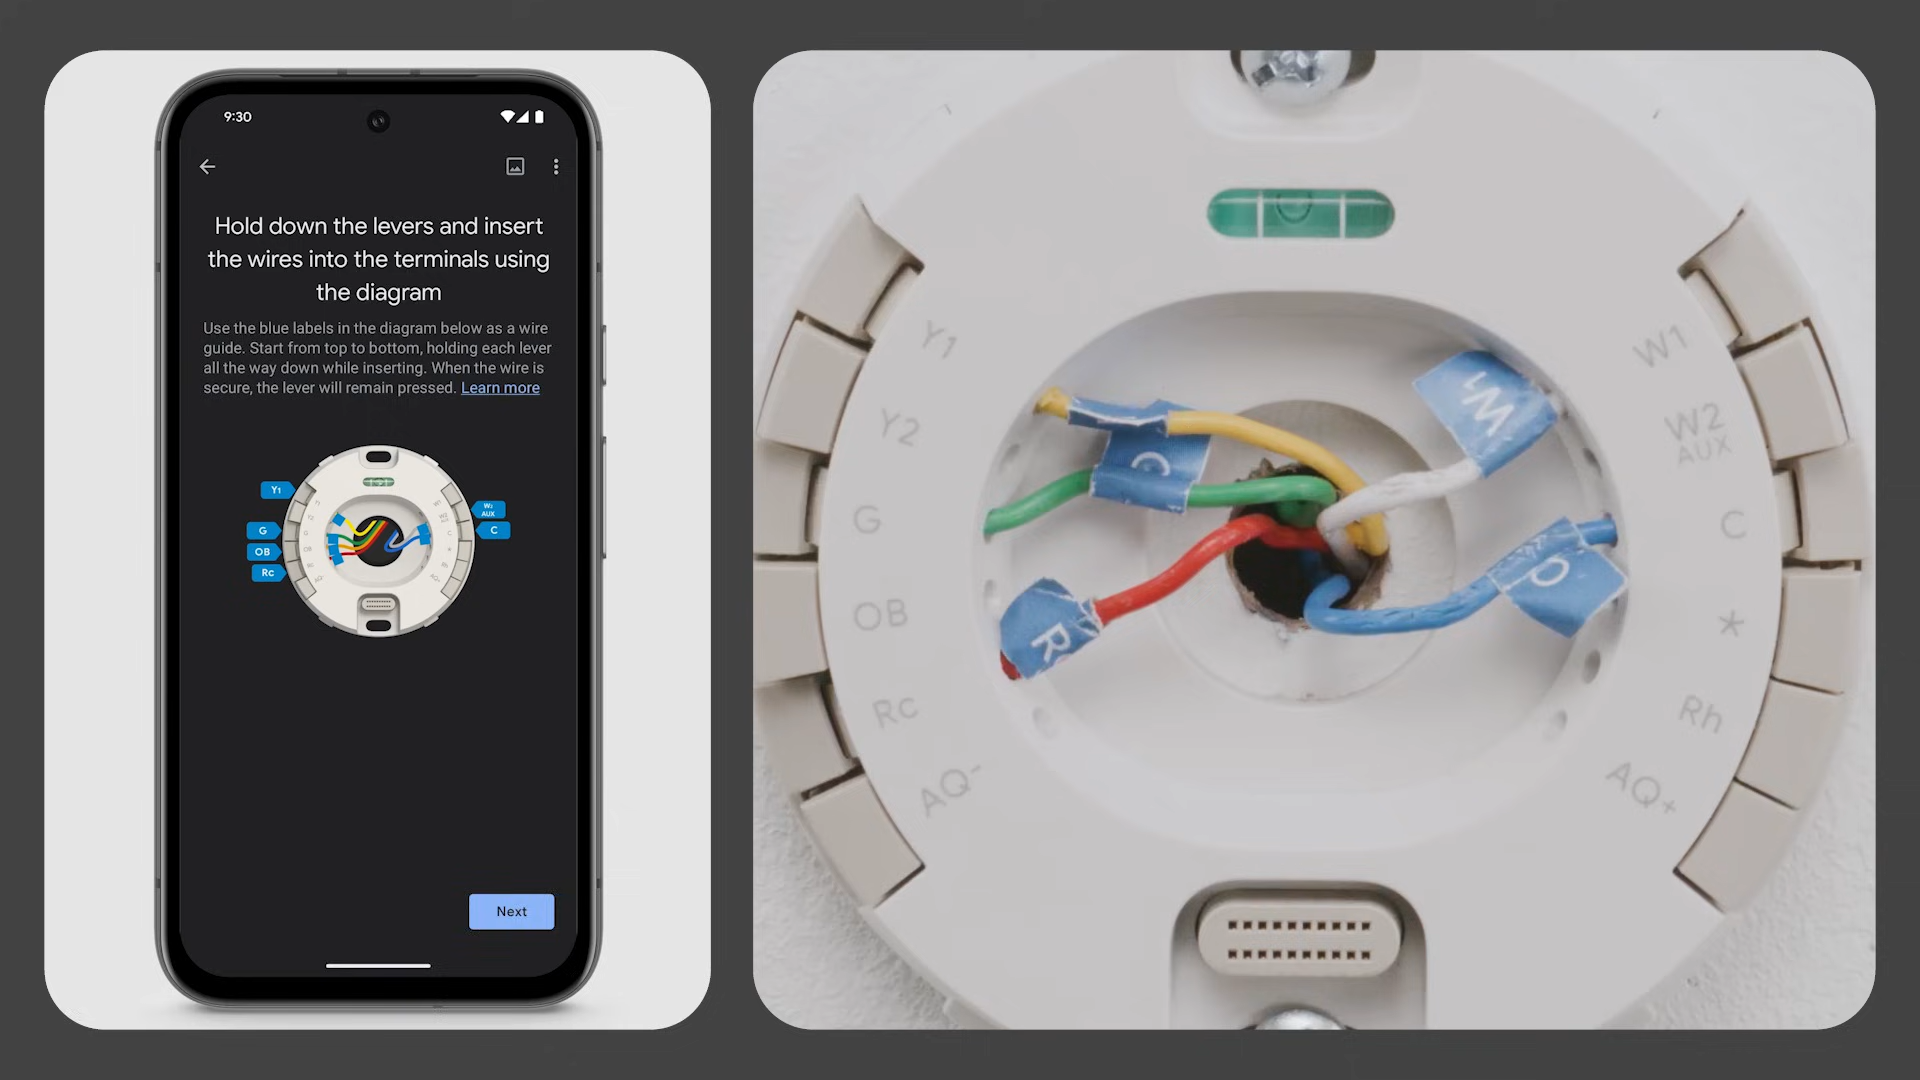 9:30
Hold down the levers and insert
the wires into the terminals using
the diagram
Use the blue labels in the diagram below as a wire
guide. Start from top to bottom, holding each lever
all the way down while inserting. When the wire is
secure, the lever will remain pressed. Learn more
Y1
G
OB
Rc
W2
AUX
C
Next
Y1
Y2
G
OB
Rc
AQ-
W1
W2
AUX
C
*
Rh
AQ+